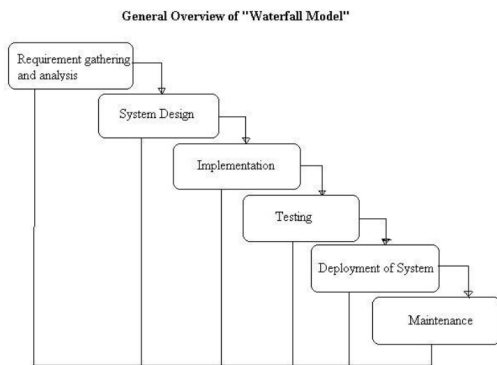 General Overview of "Waterfall Model"
Requirement gathering
and analysis
System Design
Implementation
Testing
Deployment of System
Maintenance